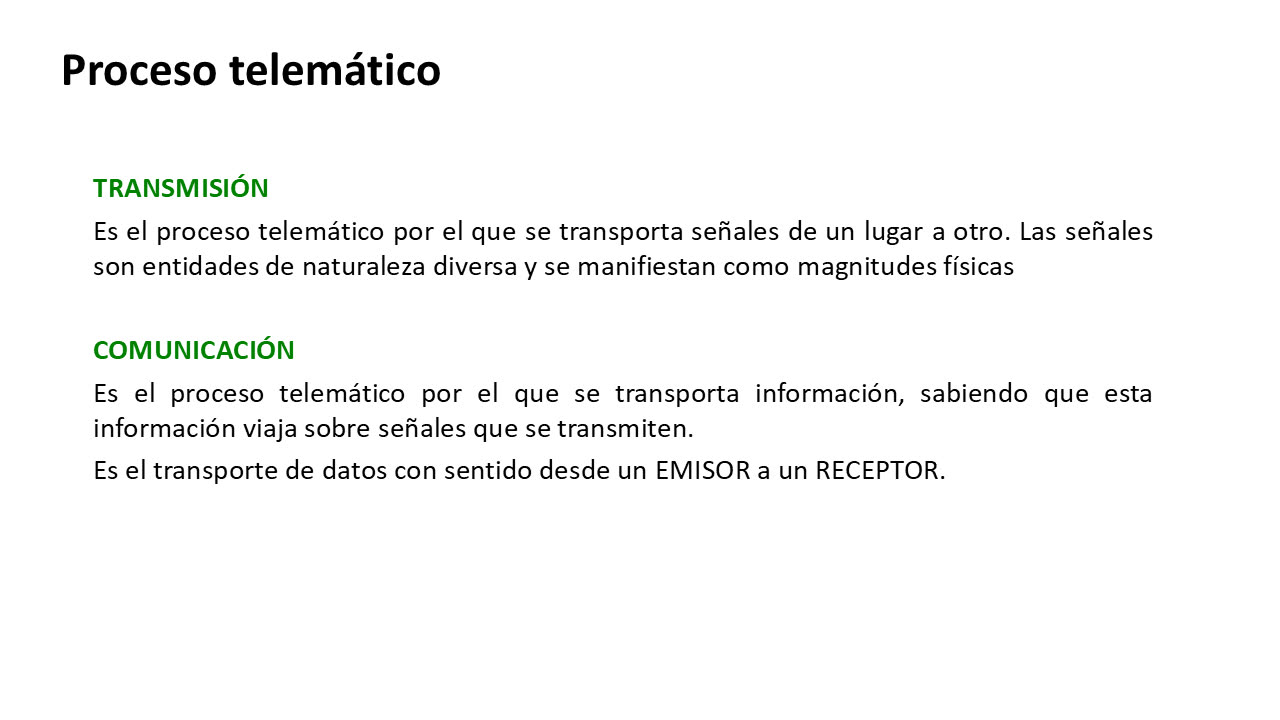 Proceso telemático
TRANSMISIÓN
Es el proceso telemático por el que se transporta señales de un lugar a otro. Las señales
son entidades de naturaleza diversa y se manifiestan como magnitudes físicas
COMUNICACIÓN
Es el proceso telemático por el que se transporta información, sabiendo que esta
información viaja sobre señales que se transmiten.
Es el transporte de datos con sentido desde un EMISOR a un RECEPTOR.